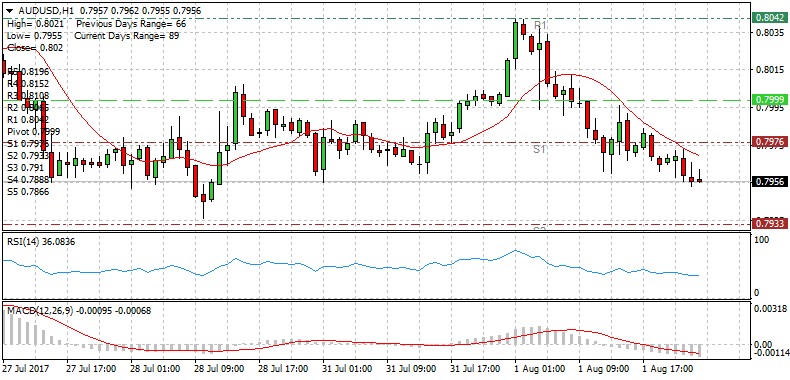 AUDUSD,H1 0.7957 0.7962 0.7955 0.7956
High= 0.8021 Previous Days Range= 66
Low= 0.7955 Current Days Range= 89
Close= 0.802
0.8042
R1
0.8035
0.8015
R5 0.8196
R4 0.8152
R3 0.8108
R2
R1 0.8042
Pivot 0.7999
0.7999
0.7995
S1 0.7976
0.7976
S1
S2 0.7933
S3 0.791
S4 0.7888
S5 0.7866
0.7956
0.7933
RSI(14) 36.0836
100
0
MACD(12,26,9) -0.00095 -0.00068
0.00318
0.00
-0.00114
27 Jul 2017 27 Jul 17:00 28 Jul 01:00 28 Jul 09:00 28 Jul 17:00 31 Jul 01:00 31 Jul 09:00 31 Jul 17:00 1 Aug 01:00 1 Aug 09:00 1 Aug 17:00